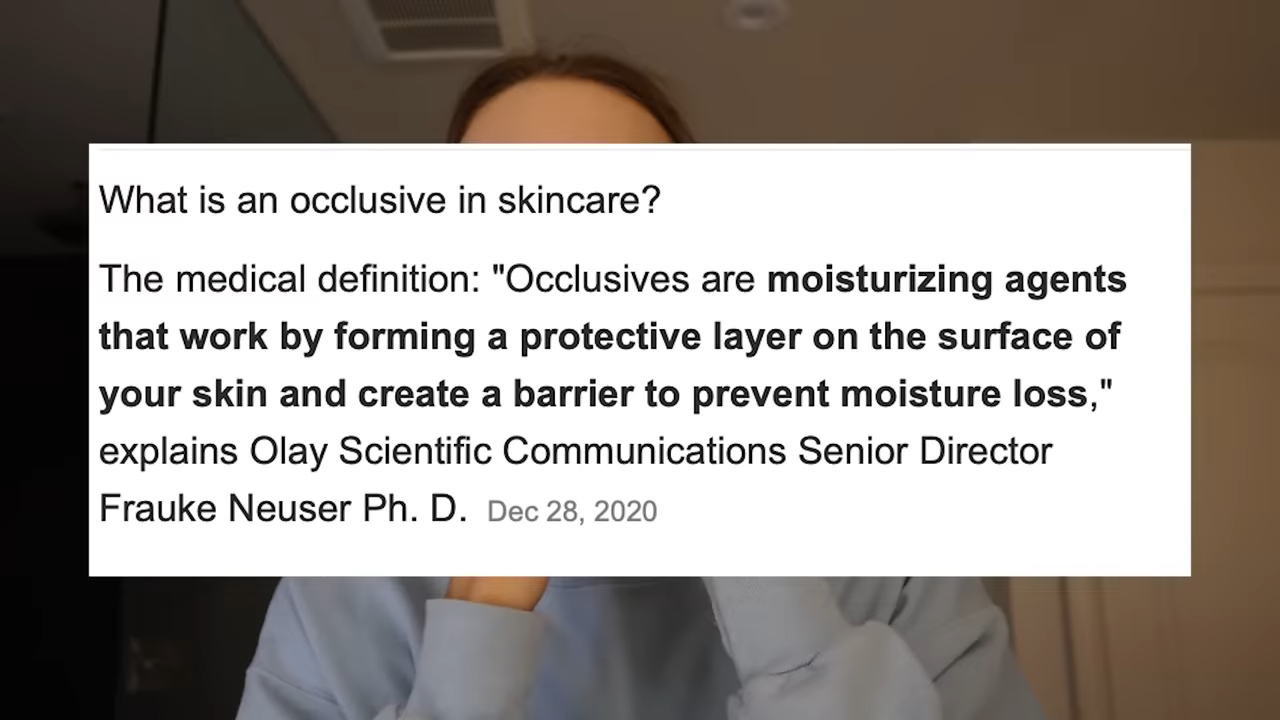 What is an occlusive in skincare?
The medical definition: "Occlusives are moisturizing agents
that work by forming a protective layer on the surface of
your skin and create a barrier to prevent moisture loss,"
explains Olay Scientific Communications Senior Director
Frauke Neuser Ph. D. Dec 28, 2020